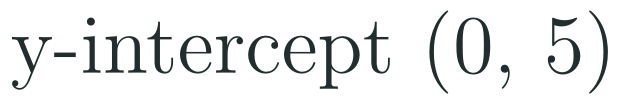 y-intercept (0, 5)